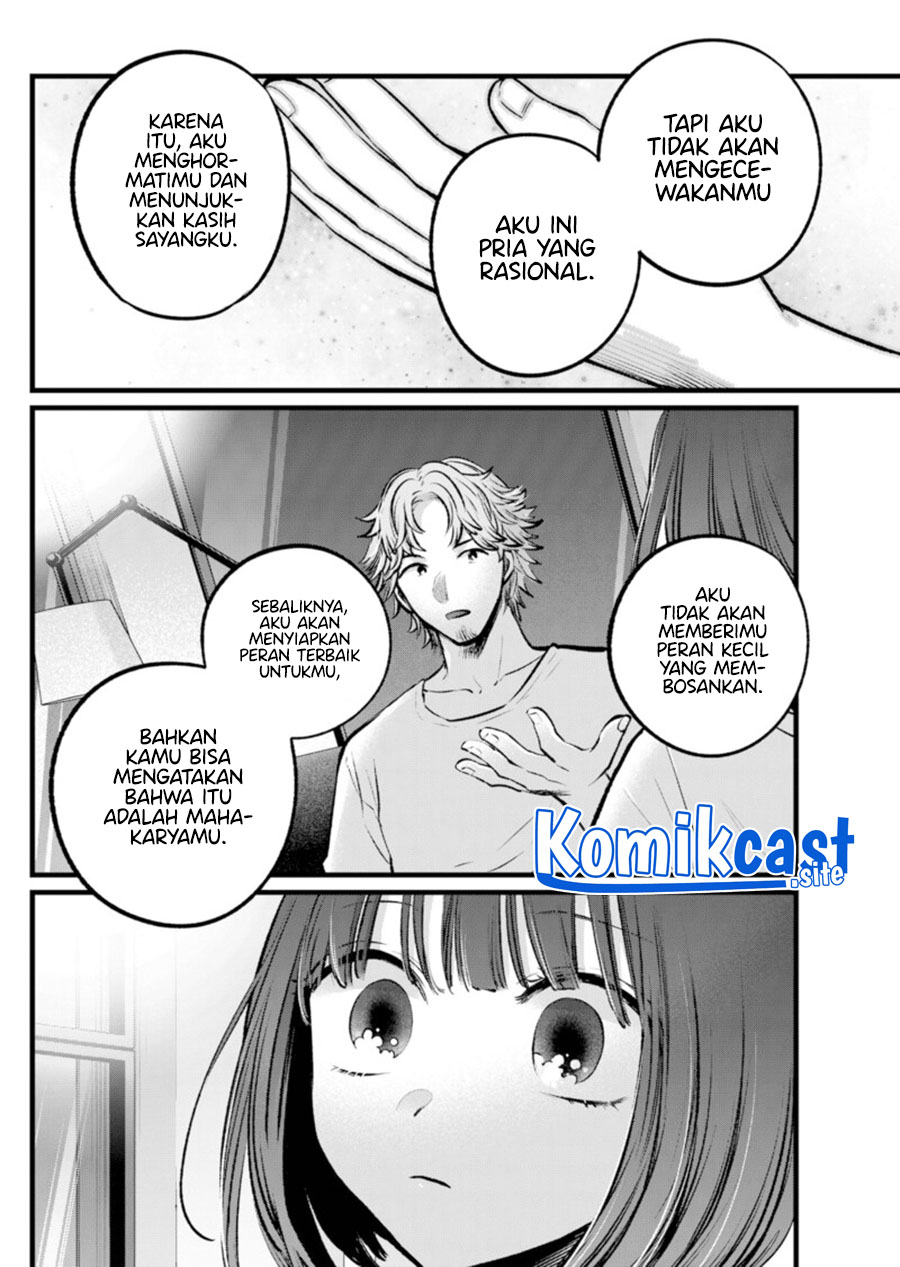 TAPI AKU
TIDAK AKAN
MENGECE-
WAKANMU
AKU INI
PRIA YANG
RASIONAL.
KARENA
ITU, AKU
MENGHOR-
MATIMU DAN
MENUNJUK-
KAN KASIH
SAYANGKU.
AKU
TIDAK AKAN
MEMBERIMU
PERAN KECIL
YANG MEM-
BOSANKAN.
SEBALIKNYA,
AKU AKAN
MENYIAPKAN
PERAN TERBAIK
UNTUKMU,
BAHKAN
KAMU BISA
MENGATAKAN
BAHWA ITU
ADALAH MAHA-
KARYAMU.
Komikcast
.site